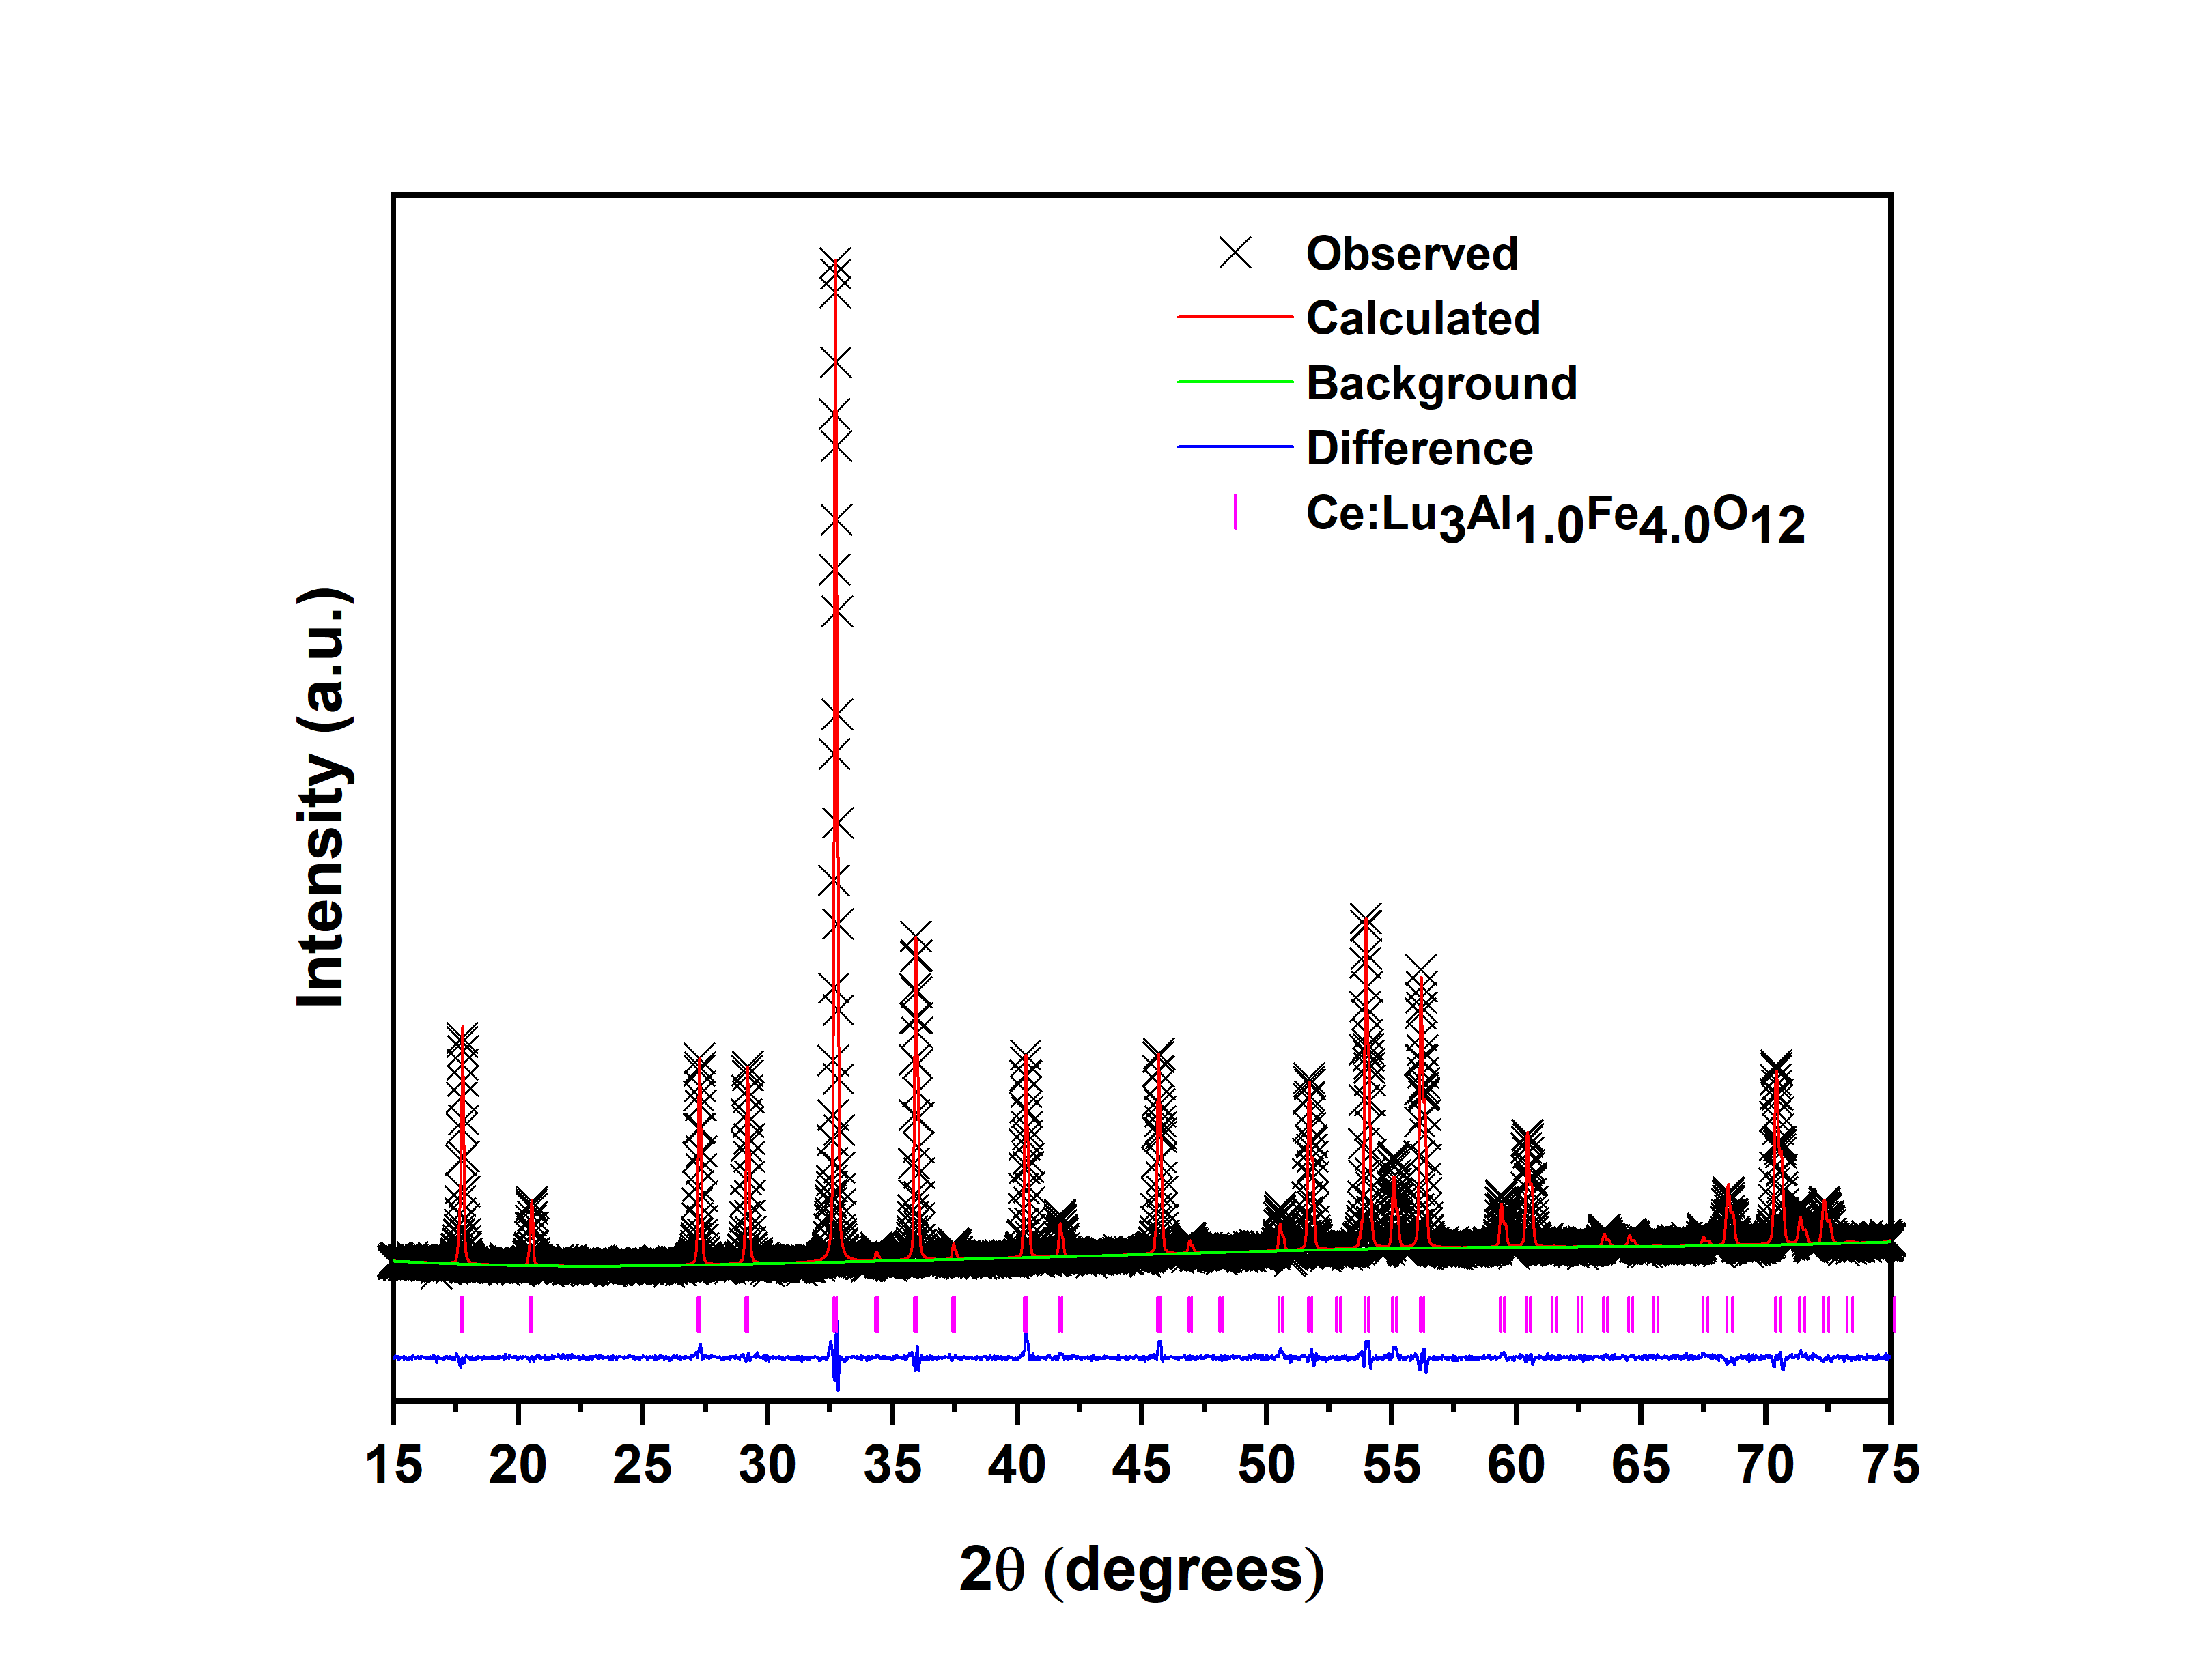 Observed
Calculated
Background
Difference
Ce:Lu3Al1.0Fe4.0O12
Intensity (a.u.)
15 20 25 30 35 40 45 50 55 60 65 70 75
2θ (degrees)